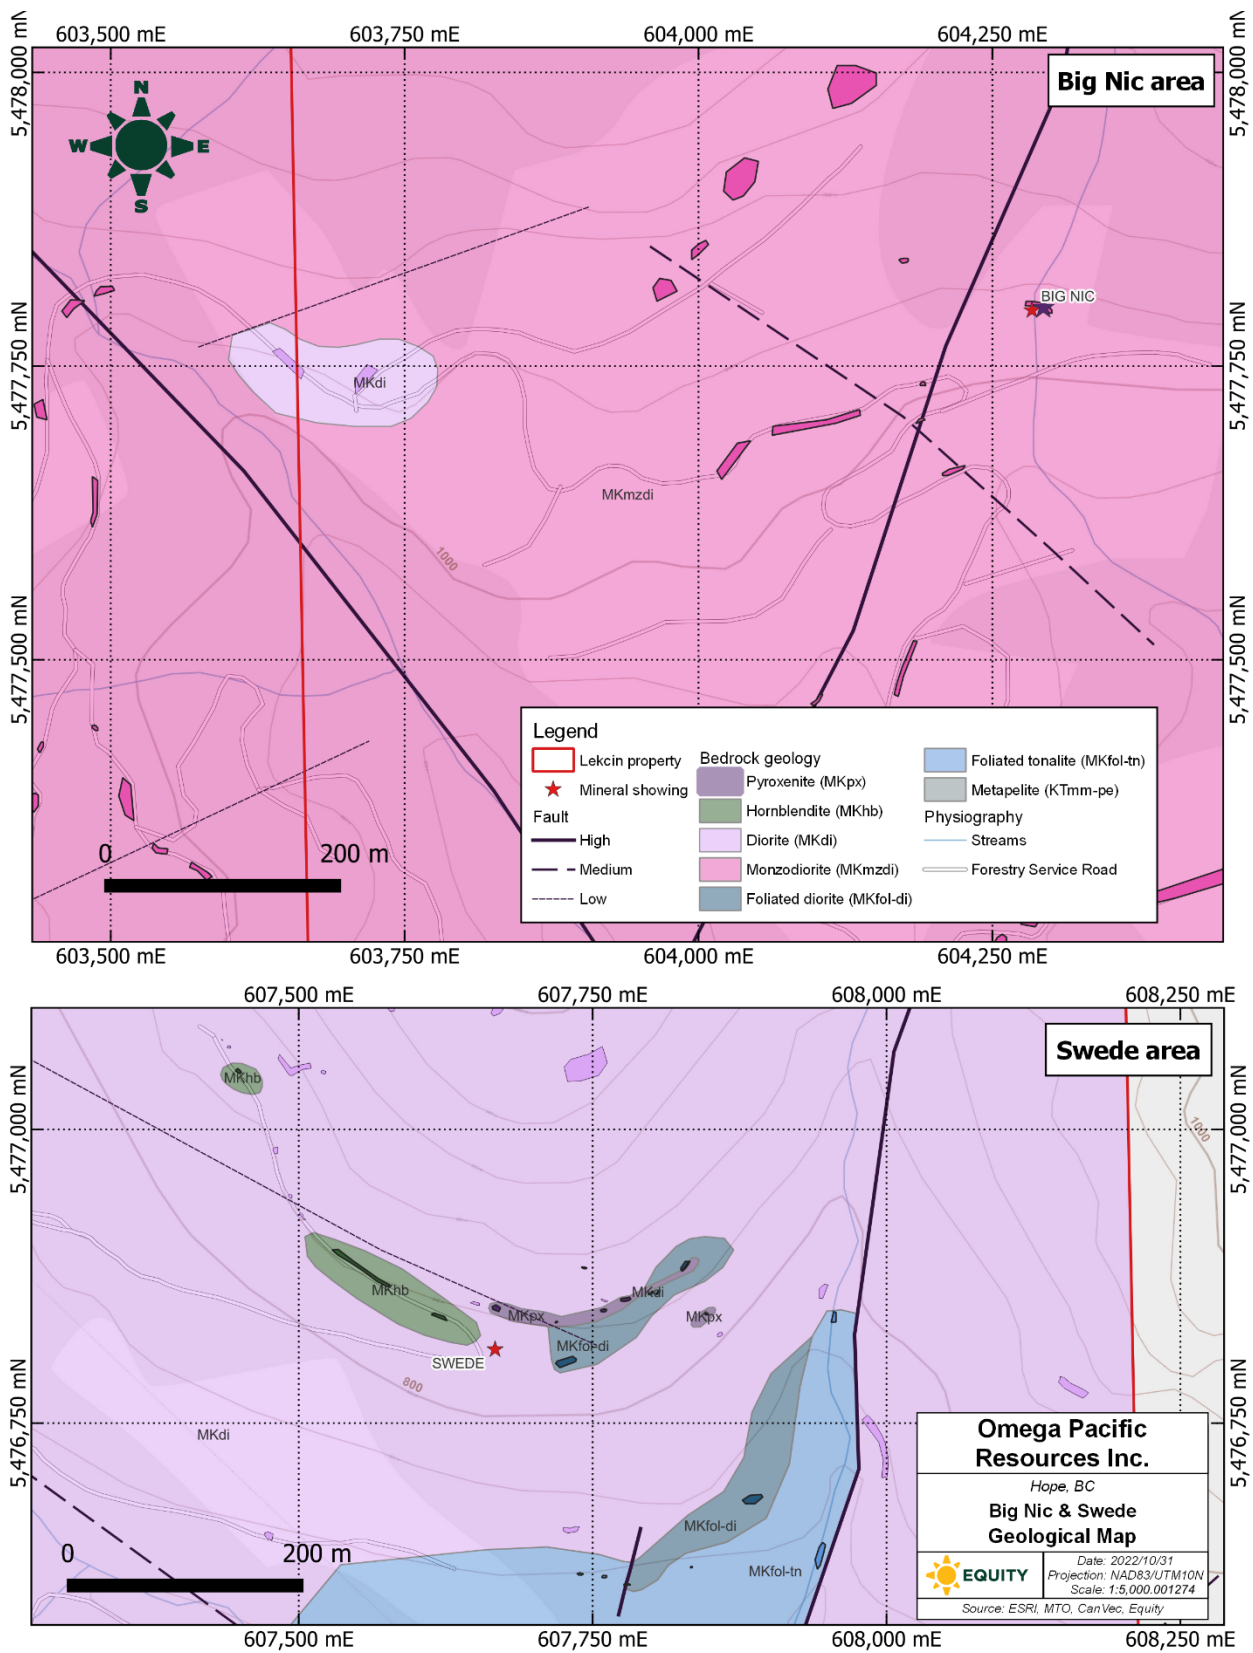 603,500 mE 603,750 mE 604,000 mE 604,250 mE
5,478,000 mN
5,478,000 mN
Big Nic area
N
W E
S
BIG NIC
5,477,750 mN
5,477,750 mN
MKdi
MKmzdi
1000
5,477,500 mN
5,477,500 mN
Legend
Lekcin property
Mineral showing
Fault
High
Medium
Low
Bedrock geology
Pyroxenite (MKpx)
Hornblendite (MKhb)
Diorite (MKdi)
Monzodiorite (MKmzdi)
Foliated diorite (MKfol-di)
Foliated tonalite (MKfol-tn)
Metapelite (KTmm-pe)
Physiography
Streams
Forestry Service Road
0 200 m
603,500 mE 603,750 mE 604,000 mE 604,250 mE
607,500 mE 607,750 mE 608,000 mE 608,250 mE
Swede area
MKhb
5,477,000 mN
5,477,000 mN
1000
MKhb
MKdi
MKpx
MKpx
MKfol-di
SWEDE
800
5,476,750 mN
5,476,750 mN
MKdi
MKfol-di
MKfol-tn
0 200 m
Omega Pacific
Resources Inc.
Hope, BC
Big Nic & Swede
Geological Map
EQUITY
Date: 2022/10/31
Projection: NAD83/UTM10N
Scale: 1:5,000.001274
Source: ESRI, MTO, CanVec, Equity
607,500 mE 607,750 mE 608,000 mE 608,250 mE